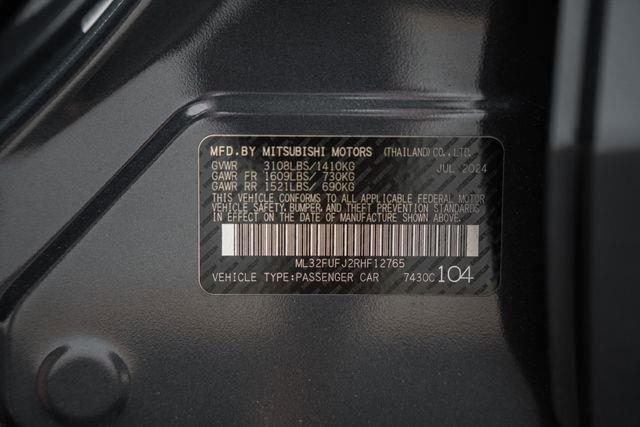 MFD.BY MITSUBISHI MOTORS (THAILAND)CO.,LTD.
GVWR 3108LBS/1410KG JUL 2024
GAWR FR 1609LBS/ 730KG
GAWR RR 1521LBS/ 690KG
THIS VEHICLE CONFORMS TO ALL APPLICABLE FEDERAL MOTOR
VEHICLE SAFETY, BUMPER, AND THEFT PREVENTION STANDARDS
IN EFFECT ON THE DATE OF MANUFACTURE SHOWN ABOVE.
ML32FUFJ2RHF12765
VEHICLE TYPE:PASSENGER CAR 7430C104